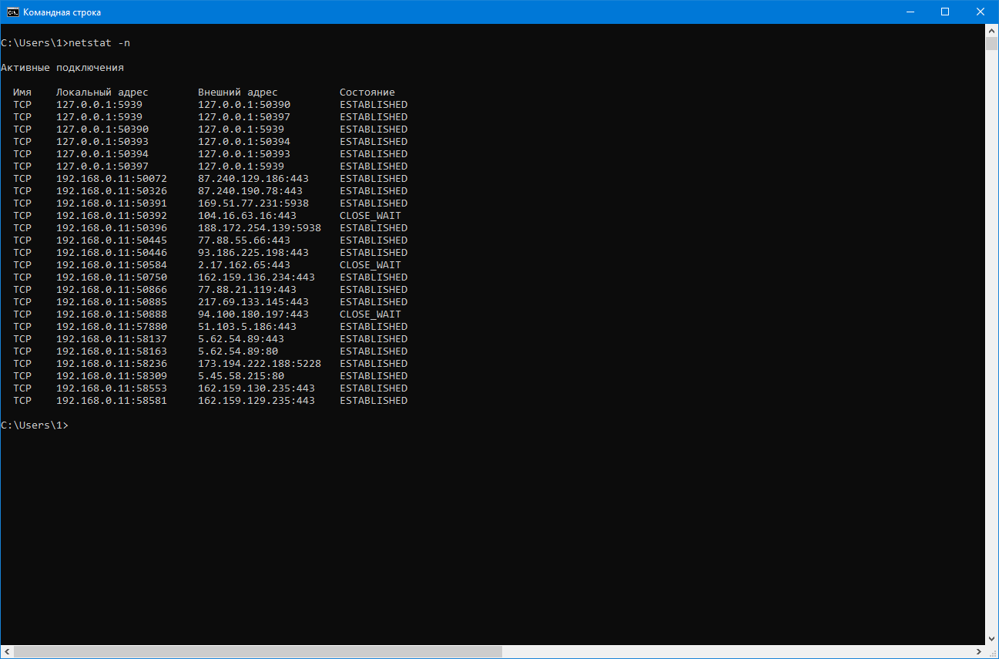 Командная строка
C:\Users\1>netstat -n
Активные подключения
Имя Локальный адрес Внешний адрес Состояние
TCP 127.0.0.1:5939 127.0.0.1:50390 ESTABLISHED
TCP 127.0.0.1:5939 127.0.0.1:50397 ESTABLISHED
TCP 127.0.0.1:50390 127.0.0.1:5939 ESTABLISHED
TCP 127.0.0.1:50393 127.0.0.1:50394 ESTABLISHED
TCP 127.0.0.1:50394 127.0.0.1:50393 ESTABLISHED
TCP 127.0.0.1:50397 127.0.0.1:5939 ESTABLISHED
TCP 192.168.0.11:50072 87.240.129.186:443 ESTABLISHED
TCP 192.168.0.11:50326 87.240.190.78:443 ESTABLISHED
TCP 192.168.0.11:50391 169.51.77.231:5938 ESTABLISHED
TCP 192.168.0.11:50392 104.16.63.16:443 CLOSE_WAIT
TCP 192.168.0.11:50396 188.172.254.139:5938 ESTABLISHED
TCP 192.168.0.11:50445 77.88.55.66:443 ESTABLISHED
TCP 192.168.0.11:50446 93.186.225.198:443 ESTABLISHED
TCP 192.168.0.11:50584 2.17.162.65:443 CLOSE_WAIT
TCP 192.168.0.11:50750 162.159.136.234:443 ESTABLISHED
TCP 192.168.0.11:50866 77.88.21.119:443 ESTABLISHED
TCP 192.168.0.11:50885 217.69.133.145:443 ESTABLISHED
TCP 192.168.0.11:50888 94.100.180.197:443 CLOSE_WAIT
TCP 192.168.0.11:57880 51.103.5.186:443 ESTABLISHED
TCP 192.168.0.11:58137 5.62.54.89:443 ESTABLISHED
TCP 192.168.0.11:58163 5.62.54.89:80 ESTABLISHED
TCP 192.168.0.11:58236 173.194.222.188:5228 ESTABLISHED
TCP 192.168.0.11:58309 5.45.58.215:80 ESTABLISHED
TCP 192.168.0.11:58553 162.159.130.235:443 ESTABLISHED
TCP 192.168.0.11:58581 162.159.129.235:443 ESTABLISHED
C:\Users\1>